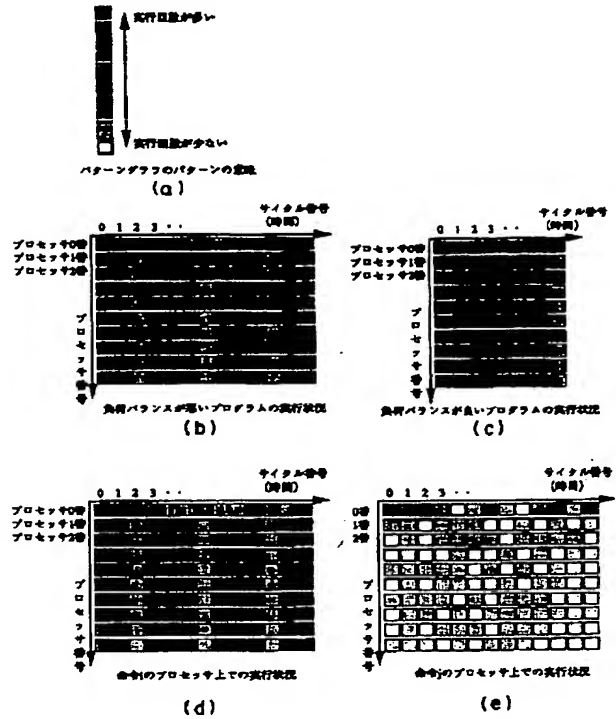 実行回数が多い
実行回数が少ない
パターングラフのパターンの意味
(a)
サイクル番号
(時間)
0 1 2 3 ・・
プロセッサ0番
プロセッサ1番
プロセッサ2番
プロセッサ番号
負荷バランスが悪いプログラムの実行状況
(b)
サイクル番号
(時間)
0 1 2 3 ・・
プロセッサ0番
プロセッサ1番
プロセッサ2番
プロセッサ番号
負荷バランスが良いプログラムの実行状況
(c)
サイクル番号
(時間)
0 1 2 3 ・・
プロセッサ0番
プロセッサ1番
プロセッサ2番
プロセッサ番号
命令iのプロセッサ上での実行状況
(d)
サイクル番号
(時間)
0 1 2 3 ・・
0番
1番
2番
プロセッサ番号
命令jのプロセッサ上での実行状況
(e)